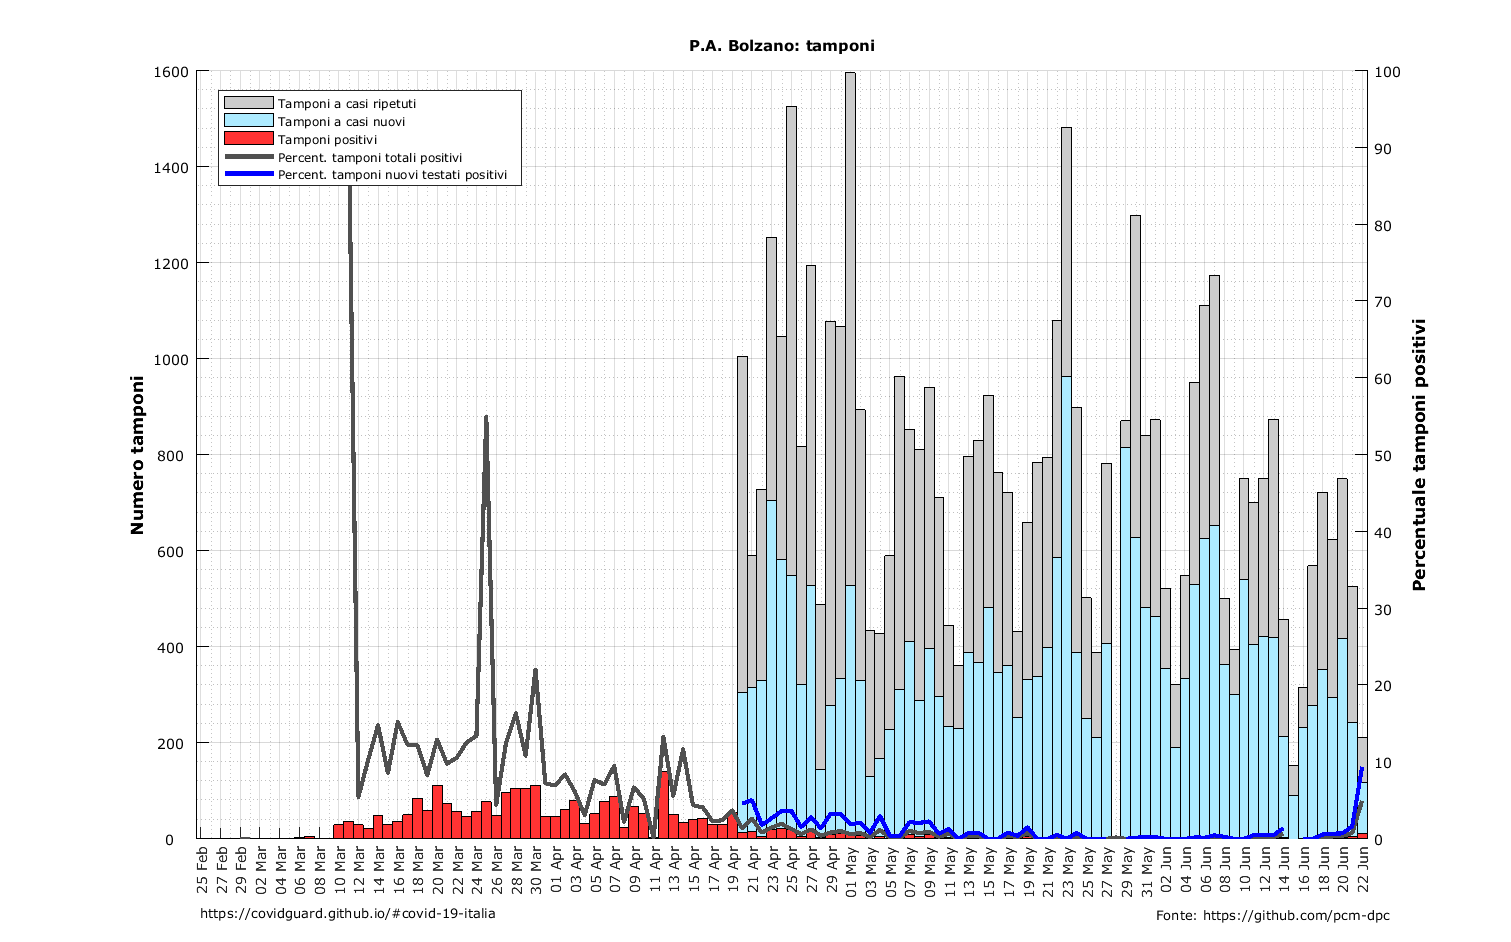 P.A. Bolzano: tamponi
Tamponi a casi ripetuti
Tamponi a casi nuovi
Tamponi positivi
Percent. tamponi totali positivi
Percent. tamponi nuovi testati positivi
Numero tamponi
1600
1400
1200
1000
800
600
400
200
0
Percentuale tamponi positivi
100
90
80
70
60
50
40
30
20
10
0
25 Feb
27 Feb
29 Feb
02 Mar
04 Mar
06 Mar
08 Mar
10 Mar
12 Mar
14 Mar
16 Mar
18 Mar
20 Mar
22 Mar
24 Mar
26 Mar
28 Mar
30 Mar
01 Apr
03 Apr
05 Apr
07 Apr
09 Apr
11 Apr
13 Apr
15 Apr
17 Apr
19 Apr
21 Apr
23 Apr
25 Apr
27 Apr
29 Apr
01 May
03 May
05 May
07 May
09 May
11 May
13 May
15 May
17 May
19 May
21 May
23 May
25 May
27 May
29 May
31 May
02 Jun
04 Jun
06 Jun
08 Jun
10 Jun
12 Jun
14 Jun
16 Jun
18 Jun
20 Jun
22 Jun
https://covidguard.github.io/#covid-19-italia
Fonte: https://github.com/pcm-dpc